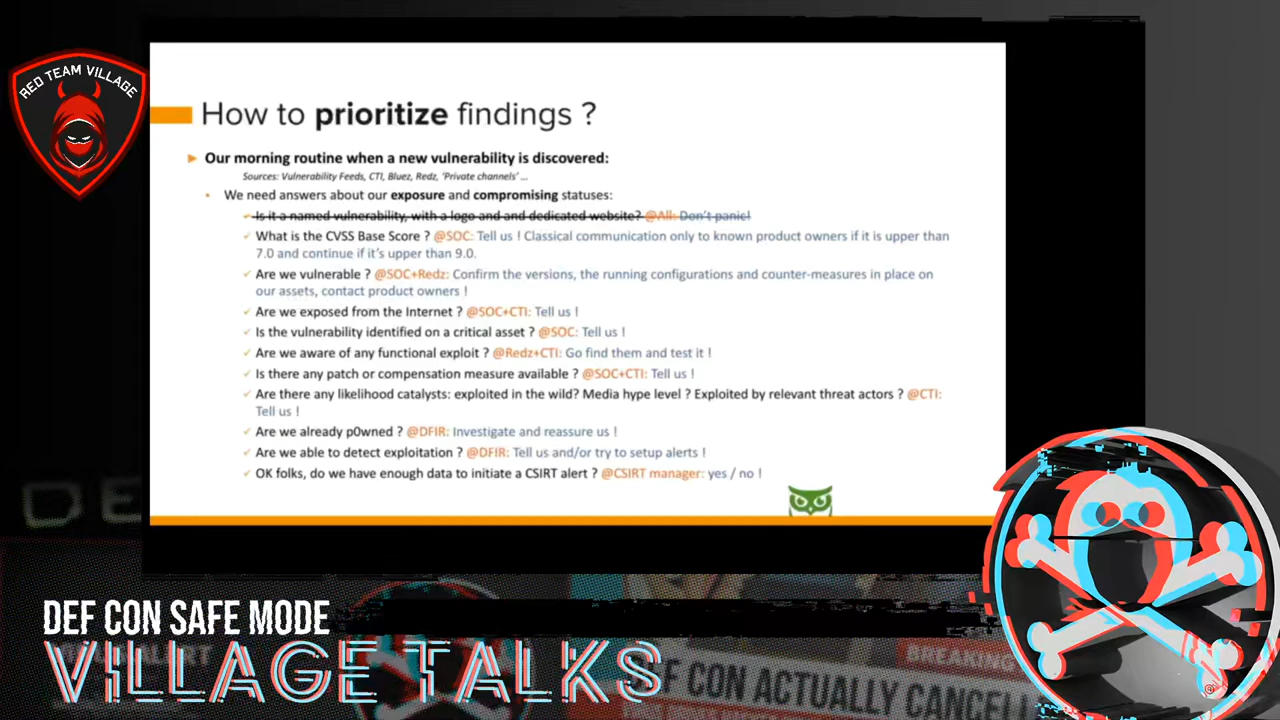 RED TEAM VILLAGE
How to prioritize findings ?
Our morning routine when a new vulnerability is discovered:
Sources: Vulnerability Feeds, CTI, Bluez, Redz, 'Private channels' ...
We need answers about our exposure and compromising statuses:
Is it a named vulnerability, with a logo and and dedicated website? @All: Don't panic!
What is the CVSS Base Score ? @SOC: Tell us ! Classical communication only to known product owners if it is upper than
7.0 and continue if it's upper than 9.0.
Are we vulnerable ? @SOC+Redz: Confirm the versions, the running configurations and counter-measures in place on
our assets, contact product owners !
Are we exposed from the Internet ? @SOC+CTI: Tell us !
Is the vulnerability identified on a critical asset ? @SOC: Tell us !
Are we aware of any functional exploit ? @Redz+CTI: Go find them and test it !
Is there any patch or compensation measure available ? @SOC+CTI: Tell us !
Are there any likelihood catalysts: exploited in the wild? Media hype level ? Exploited by relevant threat actors ? @CTI:
Tell us !
Are we already p0wned ? @DFIR: Investigate and reassure us !
Are we able to detect exploitation ? @DFIR: Tell us and/or try to setup alerts !
OK folks, do we have enough data to initiate a CSIRT alert ? @CSIRT manager: yes / no !
DEF CON SAFE MODE
VILLAGE TALKS
BREAKING
DEF CON ACTUALLY CANCEL